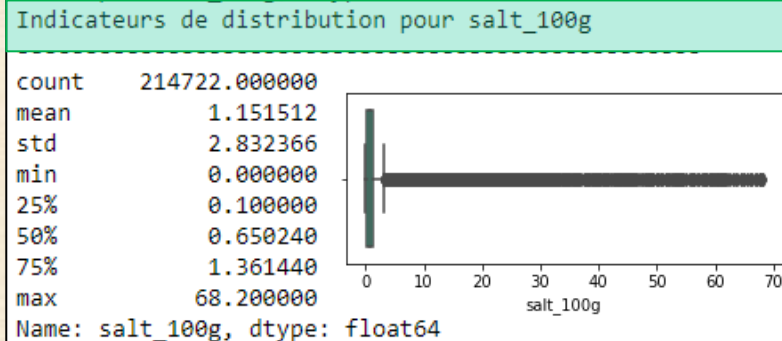 Indicateurs de distribution pour salt_100g
count 214722.000000
mean 1.151512
std 2.832366
min 0.000000
25% 0.100000
50% 0.650240
75% 1.361440
max 68.200000
Name: salt_100g, dtype: float64
0 10 20 30 40 50 60 70
salt_100g